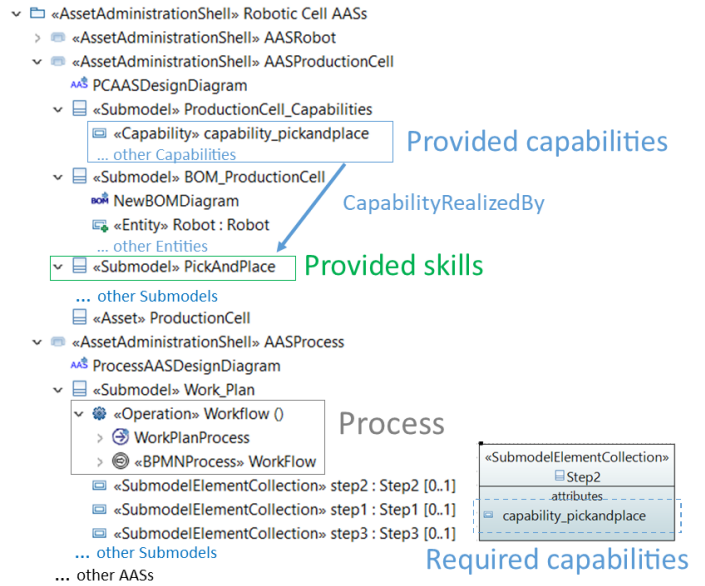 «AssetAdministrationShell» Robotic Cell AASs
«AssetAdministrationShell» AASRobot
«AssetAdministrationShell» AASProductionCell
AAS PCAASDesignDiagram
«Submodel» ProductionCell_Capabilities
«Capability» capability_pickandplace
... other Capabilities
Provided capabilities
«Submodel» BOM_ProductionCell
BOM NewBOMDiagram
CapabilityRealizedBy
«Entity» Robot : Robot
... other Entities
«Submodel» PickAndPlace
Provided skills
... other Submodels
«Asset» ProductionCell
«AssetAdministrationShell» AASProcess
AAS ProcessAASDesignDiagram
«Submodel» Work_Plan
«Operation» Workflow ()
WorkPlanProcess
«BPMNProcess» WorkFlow
Process
«SubmodelElementCollection» step2 : Step2 [0..1]
«SubmodelElementCollection» step1 : Step1 [0..1]
«SubmodelElementCollection» step3 : Step3 [0..1]
... other Submodels
... other AASs
«SubmodelElementCollection»
Step2
attributes
capability_pickandplace
Required capabilities